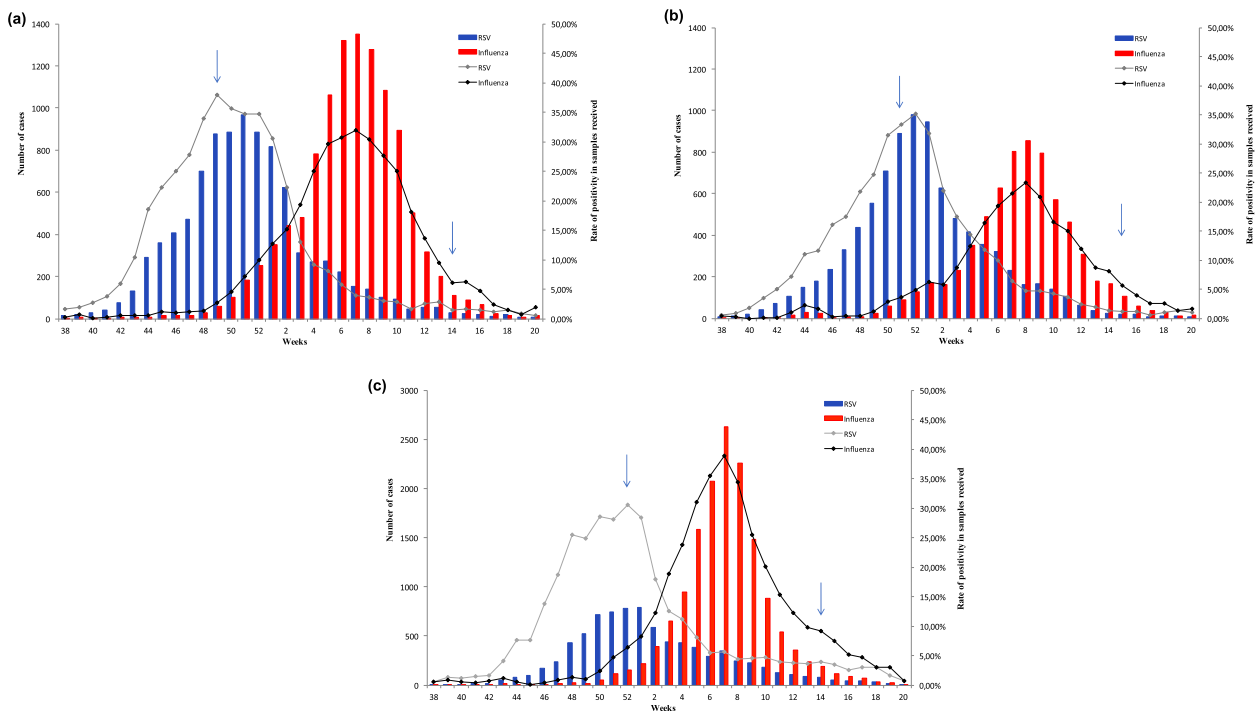 (a)
1400
1200
1000
800
600
400
200
0
Number of cases
50,00%
45,00%
40,00%
35,00%
30,00%
25,00%
20,00%
15,00%
10,00%
5,00%
0,00%
Rate of positivity in samples received
RSV
Influenza
RSV
Influenza
38 40 42 44 46 48 50 52 2 4 6 8 10 12 14 16 18 20
Weeks
(b)
1400
1200
1000
800
600
400
200
0
Number of cases
50,00%
45,00%
40,00%
35,00%
30,00%
25,00%
20,00%
15,00%
10,00%
5,00%
0,00%
Rate of positivity in samples received
RSV
Influenza
RSV
Influenza
38 40 42 44 46 48 50 52 2 4 6 8 10 12 14 16 18 20
Weeks
(c)
3000
2500
2000
1500
1000
500
0
Number of cases
50,00%
45,00%
40,00%
35,00%
30,00%
25,00%
20,00%
15,00%
10,00%
5,00%
0,00%
Rate of positivity in samples received
RSV
Influenza
RSV
Influenza
38 40 42 44 46 48 50 52 2 4 6 8 10 12 14 16 18 20
Weeks